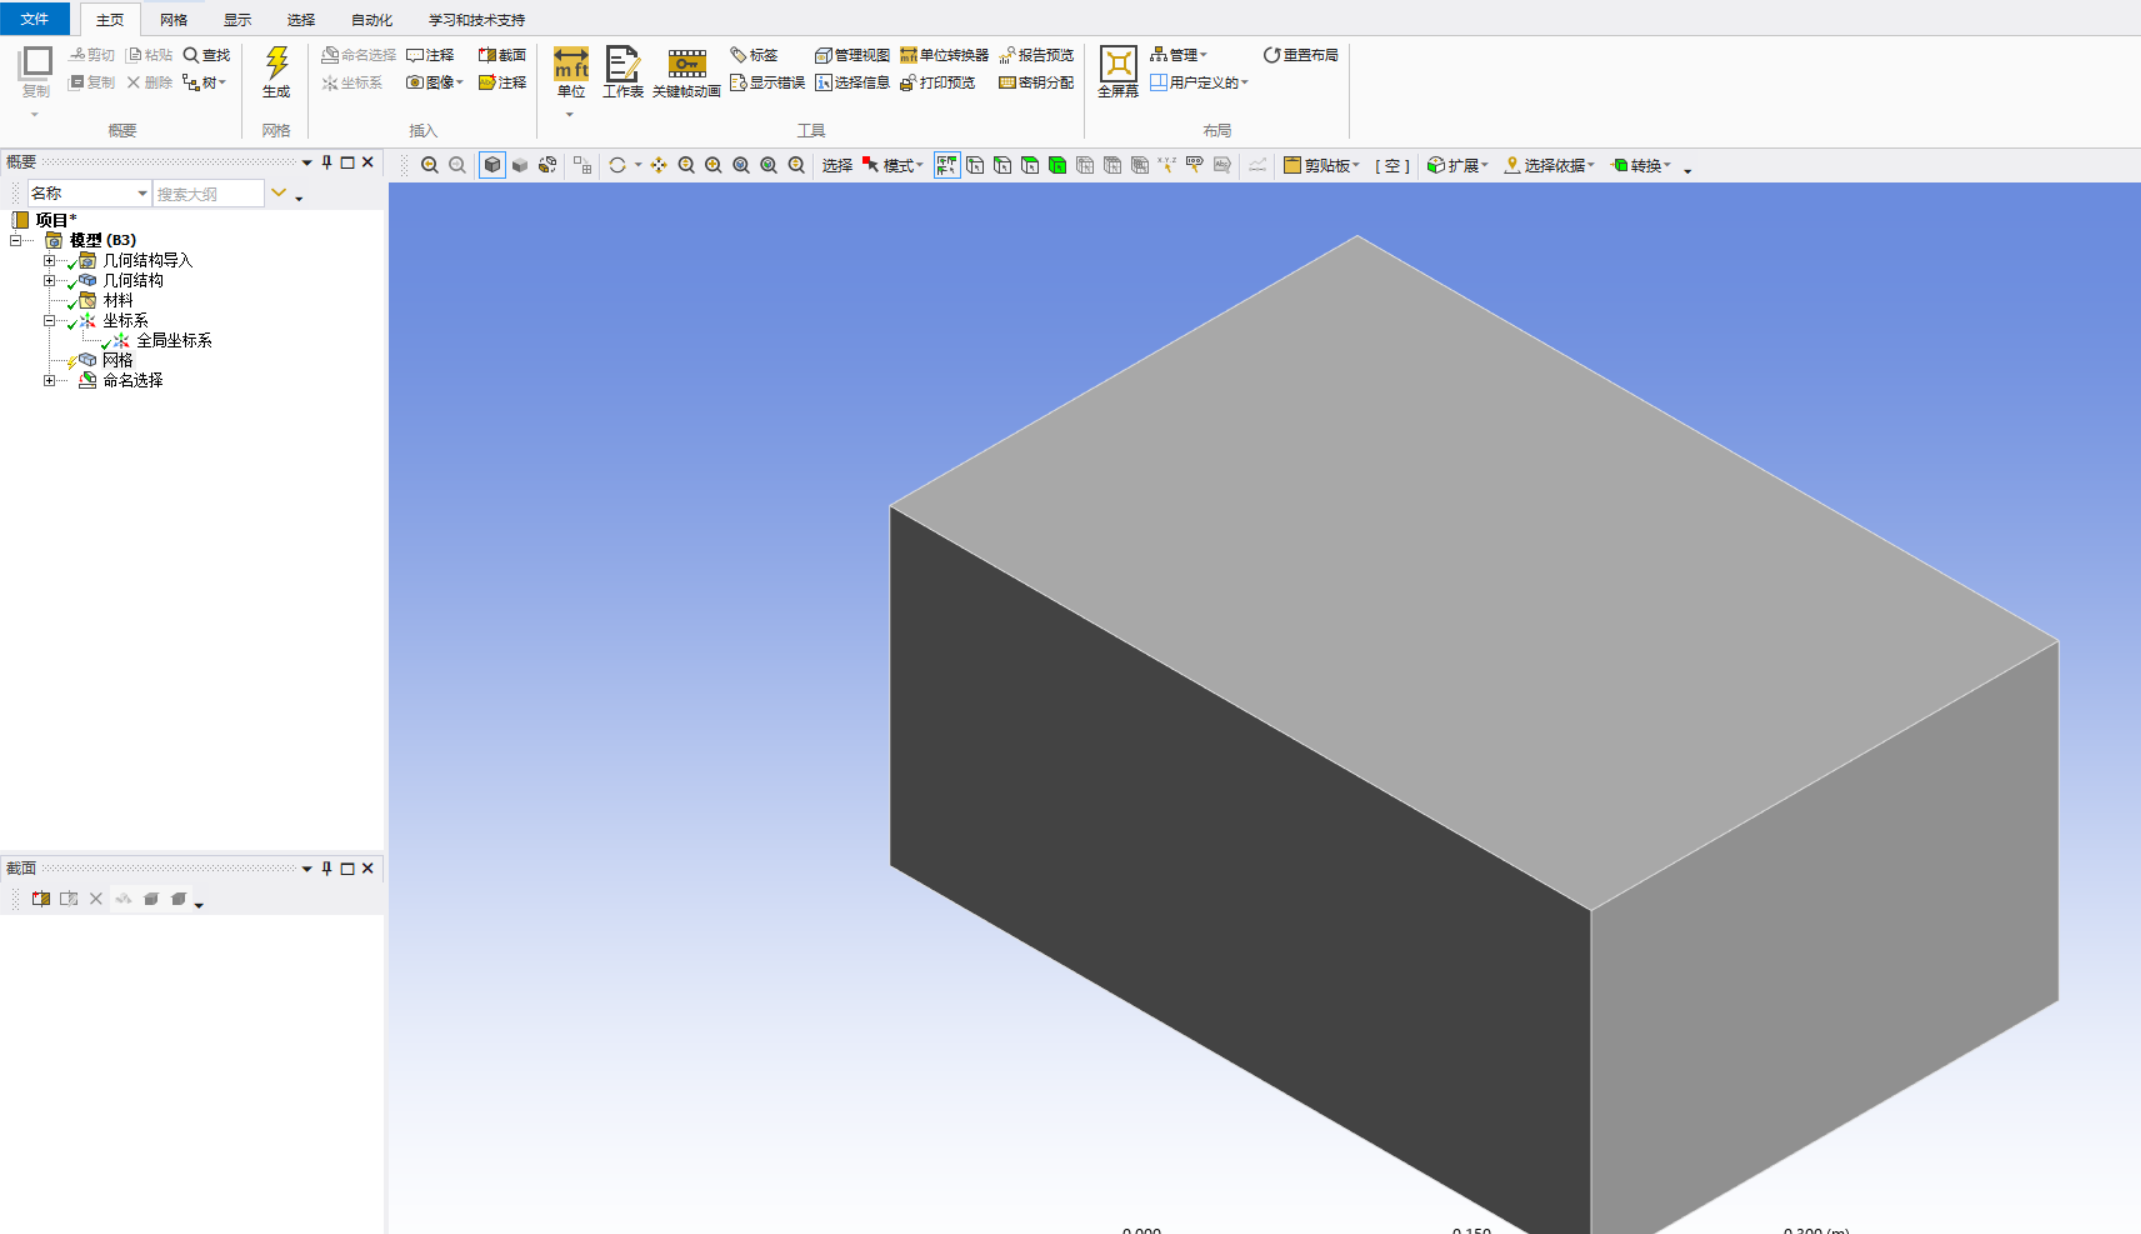 文件 主页 网格 显示 选择 自动化 学习和技术支持
剪切 粘贴 查找 命名选择 注释 截面 标签 管理视图 单位转换器 报告预览 管理 重置布局
复制 删除 树 坐标系 图像 注释 显示错误 选择信息 打印预览 密钥分配 用户定义的
复制 生成 mft 单位 工作表 关键帧动画 全屏幕
概要 网格 插入 工具 布局
概要
选择 模式 剪贴板 [ 空 ] 扩展 选择依据 转换
名称 搜索大纲
项目*
模型 (B3)
几何结构导入
几何结构
材料
坐标系
全局坐标系
网格
命名选择
截面
0.000 0.150 0.300 (m)